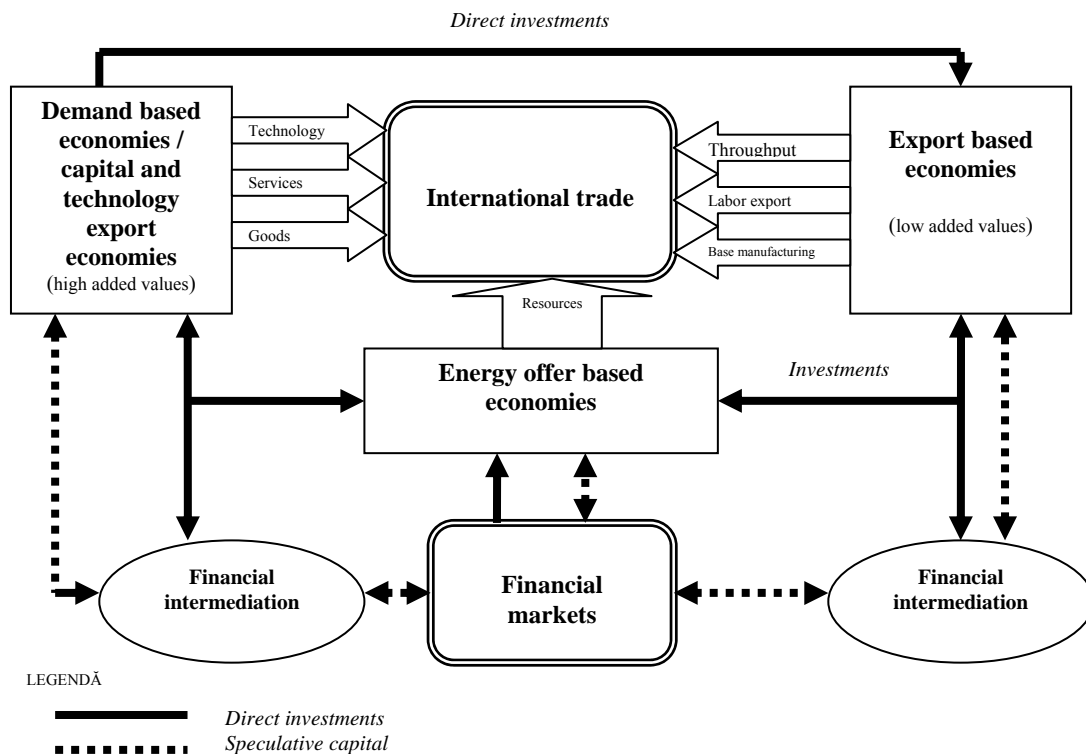 Direct investments
Demand based
economies /
capital and
technology
export
economies
(high added values)
Technology
Services
Goods
International trade
Throughput
Labor export
Base manufacturing
Export based
economies
(low added values)
Resources
Energy offer based
economies
Investments
Financial
intermediation
Financial
markets
Financial
intermediation
LEGENDĂ
Direct investments
Speculative capital